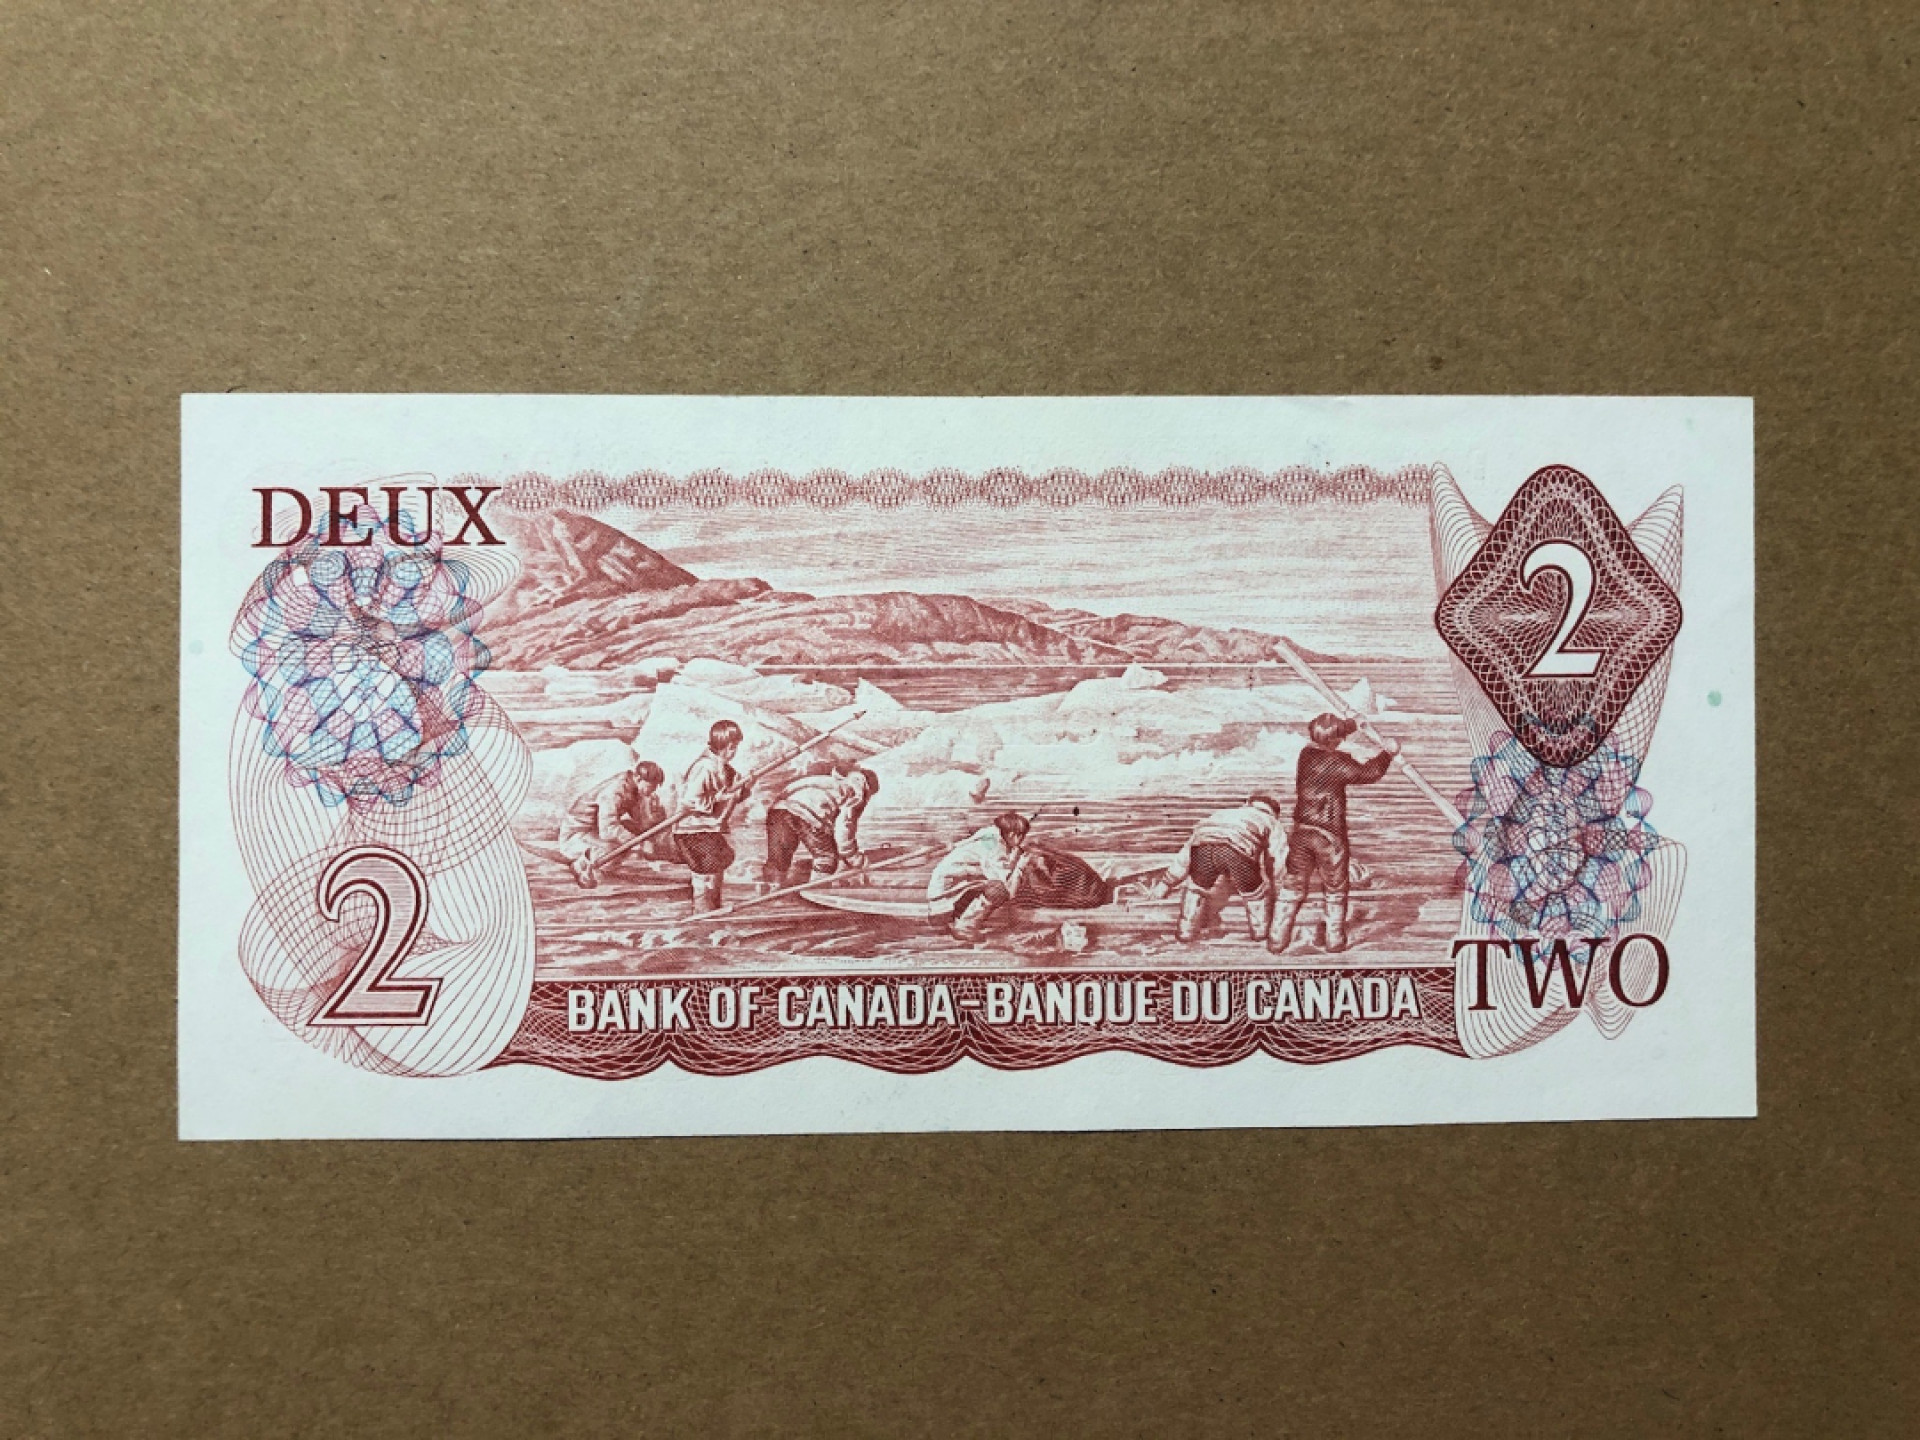 DEUX
2
2
BANK OF CANADA–BANQUE DU CANADA
TWO